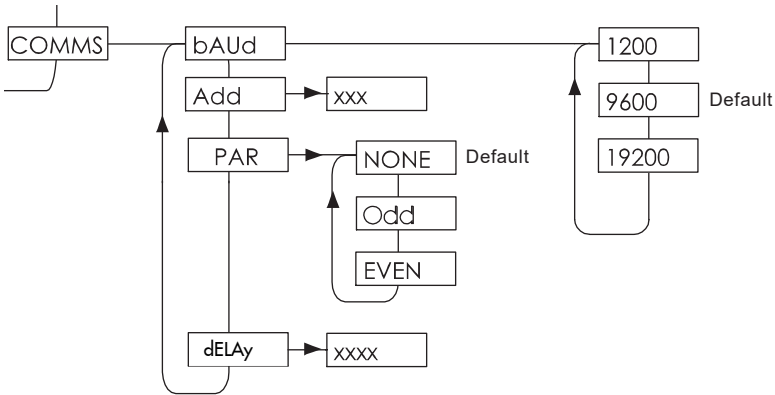 COMMS
bAUd
1200
Add
xxx
9600
Default
PAR
NONE
Default
19200
Odd
EVEN
dELAy
xxxx